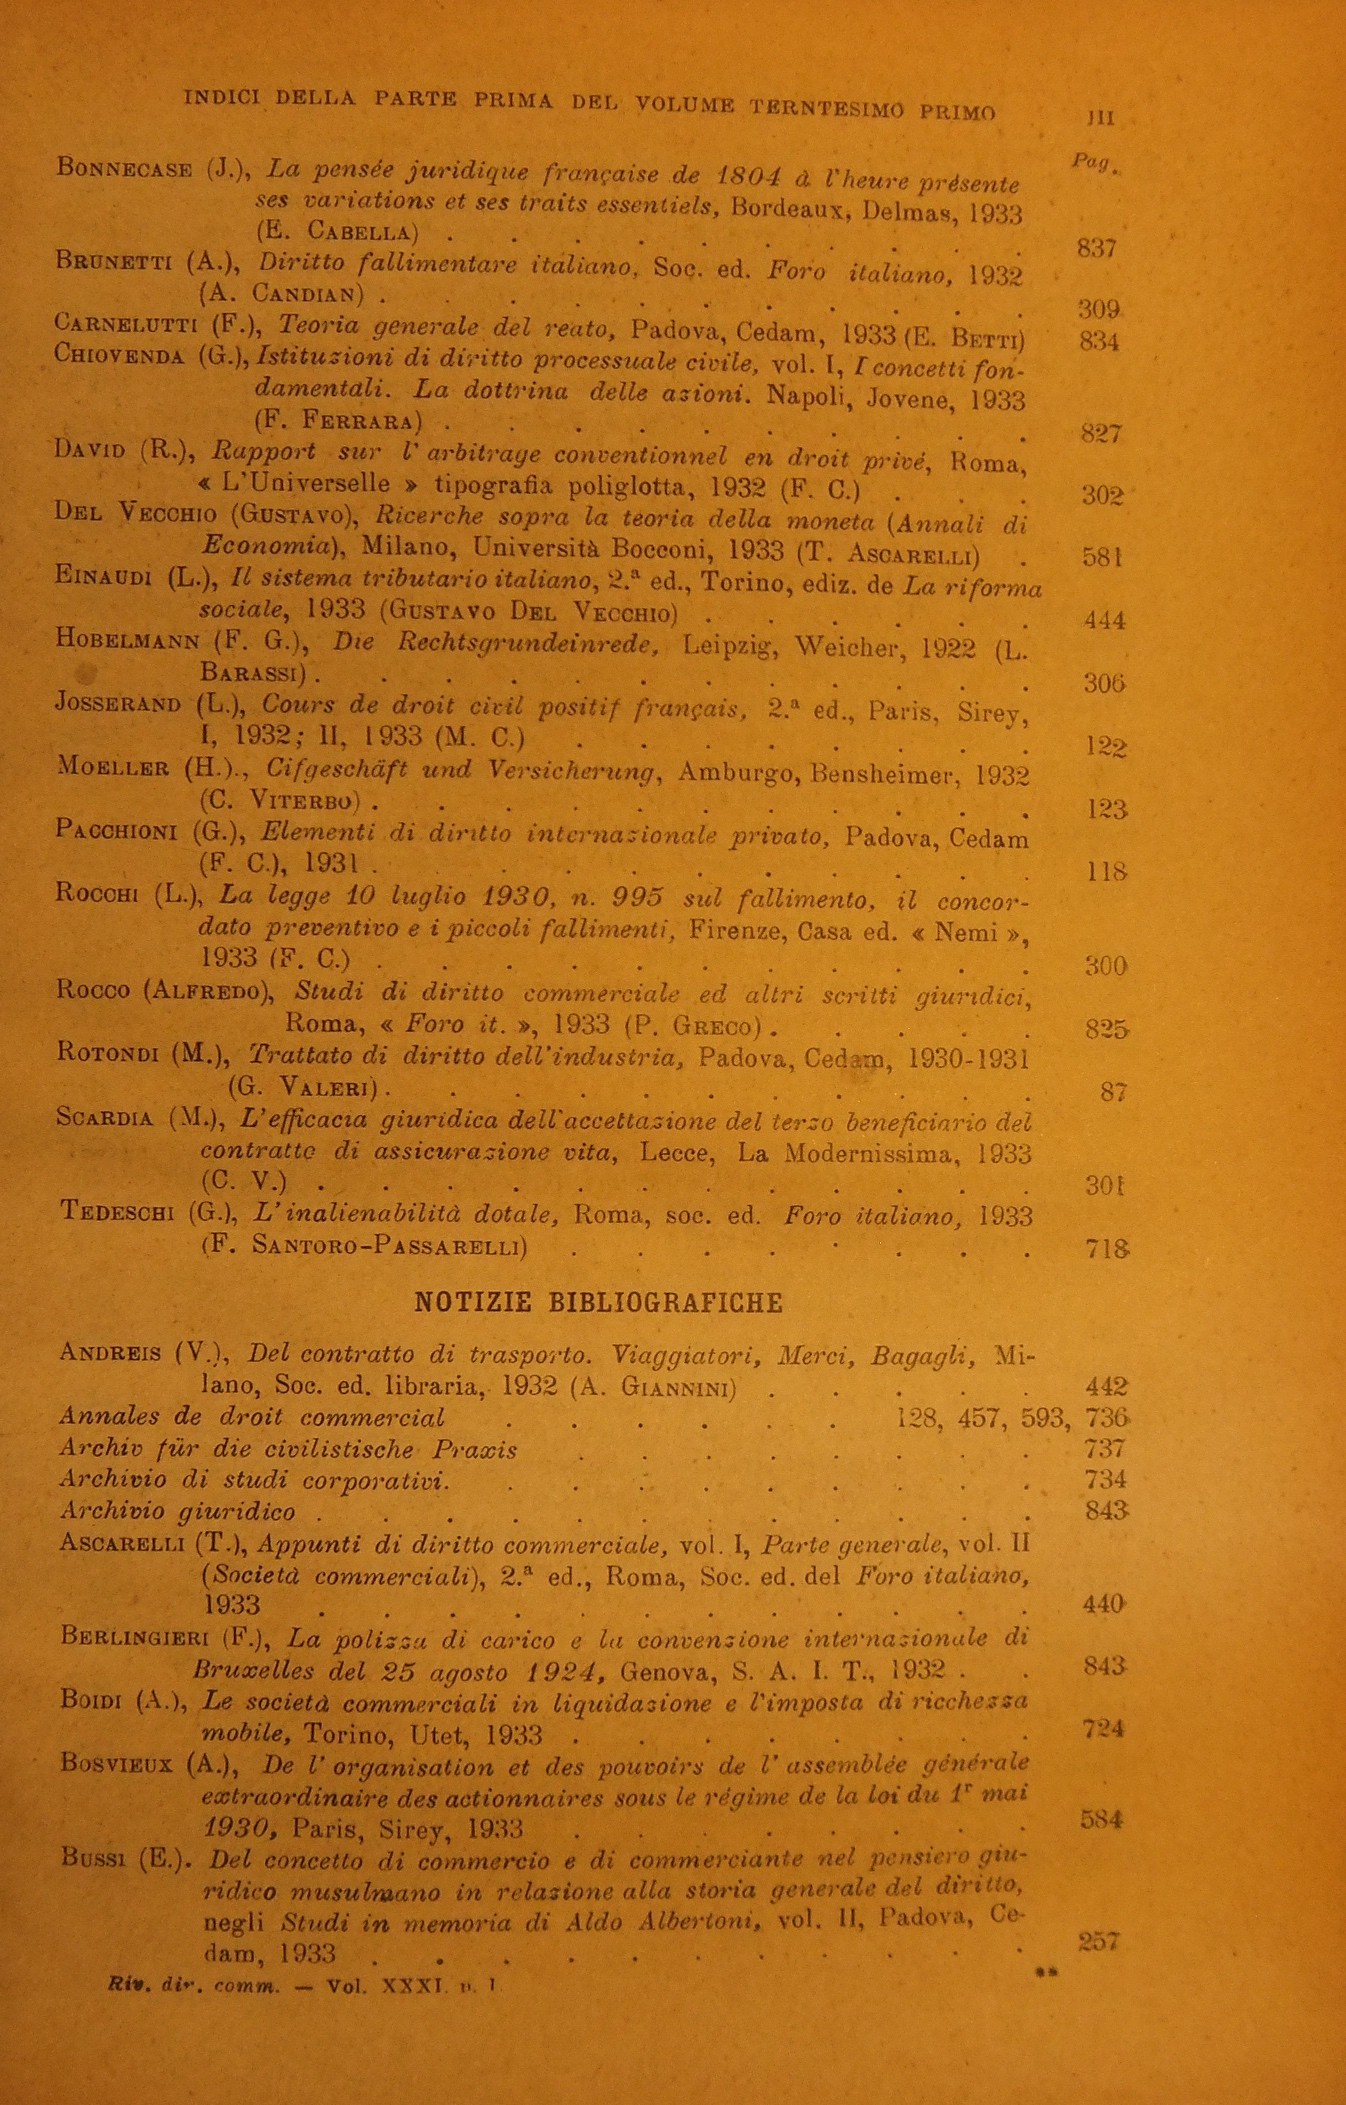 INDICI DELLA PARTE PRIMA DEL VOLUME TERNTESIMO PRIMO III
Pag.
BONNECASE (J.), La pensée juridique française de 1804 à l'heure présente
ses variations et ses traits essentiels, Bordeaux, Delmas, 1933
(E. CABELLA) . . . . . . . . . . 837
BRUNETTI (A.), Diritto fallimentare italiano, Soc. ed. Foro italiano, 1932
(A. CANDIAN) . . . . . . . . . . . 309
CARNELUTTI (F.), Teoria generale del reato, Padova, Cedam, 1933 (E. BETTI) 834
CHIOVENDA (G.), Istituzioni di diritto processuale civile, vol. I, I concetti fon-
damentali. La dottrina delle azioni. Napoli, Jovene, 1933
(F. FERRARA) . . . . . . . . . . 827
DAVID (R.), Rapport sur l' arbitrage conventionnel en droit privé, Roma,
« L'Universelle » tipografia poliglotta, 1932 (F. C.) . . . 302
DEL VECCHIO (GUSTAVO), Ricerche sopra la teoria della moneta (Annali di
Economia), Milano, Università Bocconi, 1933 (T. ASCARELLI) . 581
EINAUDI (L.), Il sistema tributario italiano, 2.ª ed., Torino, ediz. de La riforma
sociale, 1933 (GUSTAVO DEL VECCHIO) . . . . . . 444
HOBELMANN (F. G.), Die Rechtsgrundeinrede, Leipzig, Weicher, 1922 (L.
BARASSI) . . . . . . . . . . . . 306
JOSSERAND (L.), Cours de droit civil positif français, 2.ª ed., Paris, Sirey,
I, 1932; II, 1933 (M. C.) . . . . . . . . 122
MOELLER (H.)., Cifgeschäft und Versicherung, Amburgo, Bensheimer, 1932
(C. VITERBO) . . . . . . . . . . . 123
PACCHIONI (G.), Elementi di diritto internazionale privato, Padova, Cedam
(F. C.), 1931 . . . . . . . . . . 118
ROCCHI (L.), La legge 10 luglio 1930, n. 995 sul fallimento, il concor-
dato preventivo e i piccoli fallimenti, Firenze, Casa ed. « Nemi »,
1933 (F. C.) . . . . . . . . . . . 300
ROCCO (ALFREDO), Studi di diritto commerciale ed altri scritti giuridici,
Roma, « Foro it. », 1933 (P. GRECO) . . . . . 825
ROTONDI (M.), Trattato di diritto dell'industria, Padova, Cedam, 1930-1931
(G. VALERI) . . . . . . . . . . . 87
SCARDIA (M.), L'efficacia giuridica dell'accettazione del terzo beneficiario del
contratto di assicurazione vita, Lecce, La Modernissima, 1933
(C. V.) . . . . . . . . . . . . 301
TEDESCHI (G.), L'inalienabilità dotale, Roma, soc. ed. Foro italiano, 1933
(F. SANTORO-PASSARELLI) . . . . . . . . 718
NOTIZIE BIBLIOGRAFICHE
ANDREIS (V.), Del contratto di trasporto. Viaggiatori, Merci, Bagagli, Mi-
lano, Soc. ed. libraria, 1932 (A. GIANNINI) . . . . . 442
Annales de droit commercial . . . . . . 128, 457, 593, 736
Archiv für die civilistische Praxis . . . . . . . . 737
Archivio di studi corporativi. . . . . . . . . . 734
Archivio giuridico . . . . . . . . . . . . 843
ASCARELLI (T.), Appunti di diritto commerciale, vol. I, Parte generale, vol. II
(Società commerciali), 2.ª ed., Roma, Soc. ed. del Foro italiano,
1933 . . . . . . . . . . . . 440
BERLINGIERI (F.), La polizza di carico e la convenzione internazionale di
Bruxelles del 25 agosto 1924, Genova, S. A. I. T., 1932 . . 843
BOIDI (A.), Le società commerciali in liquidazione e l'imposta di ricchezza
mobile, Torino, Utet, 1933 . . . . . . . . 724
BOSVIEUX (A.), De l' organisation et des pouvoirs de l' assemblée générale
extraordinaire des actionnaires sous le régime de la loi du 1r mai
1930, Paris, Sirey, 1933 . . . . . . . . 584
BUSSI (E.). Del concetto di commercio e di commerciante nel pensiero giu-
ridico musulmano in relazione alla storia generale del diritto,
negli Studi in memoria di Aldo Albertoni, vol. II, Padova, Ce-
dam, 1933 . . . . . . . . . . . 257
Riv. dir. comm. — Vol. XXXI. n. 1 **